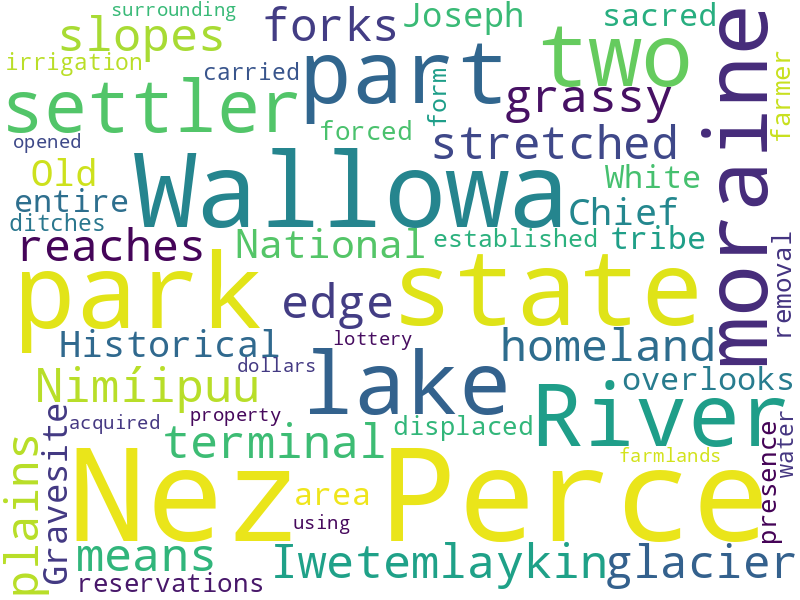 surrounding
slopes
forks
Joseph
sacred
irrigation
carried
part
two
moraine
settler
form
grassy
farmer
opened
forced
stretched
Old
Wallowa
White
entire
Chief
ditches
reaches
National
established
tribe
removal
park
state
edge
Historical
lottery
homeland
dollars
lake
Nimíipuu
overlooks
River
acquired
property
Gravesite
terminal
displaced
water
plains
Nez Perce
farmlands
presence
area
using
means
Iwetemlaykin
glacier
reservations